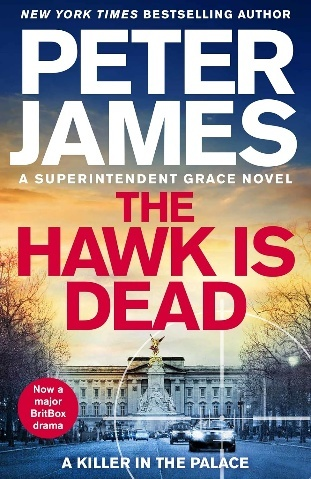 NEW YORK TIMES BESTSELLING AUTHOR
PETER
JAMES
A SUPERINTENDENT GRACE NOVEL
THE
HAWK IS
DEAD
Now a
major
BritBox
drama
A KILLER IN THE PALACE